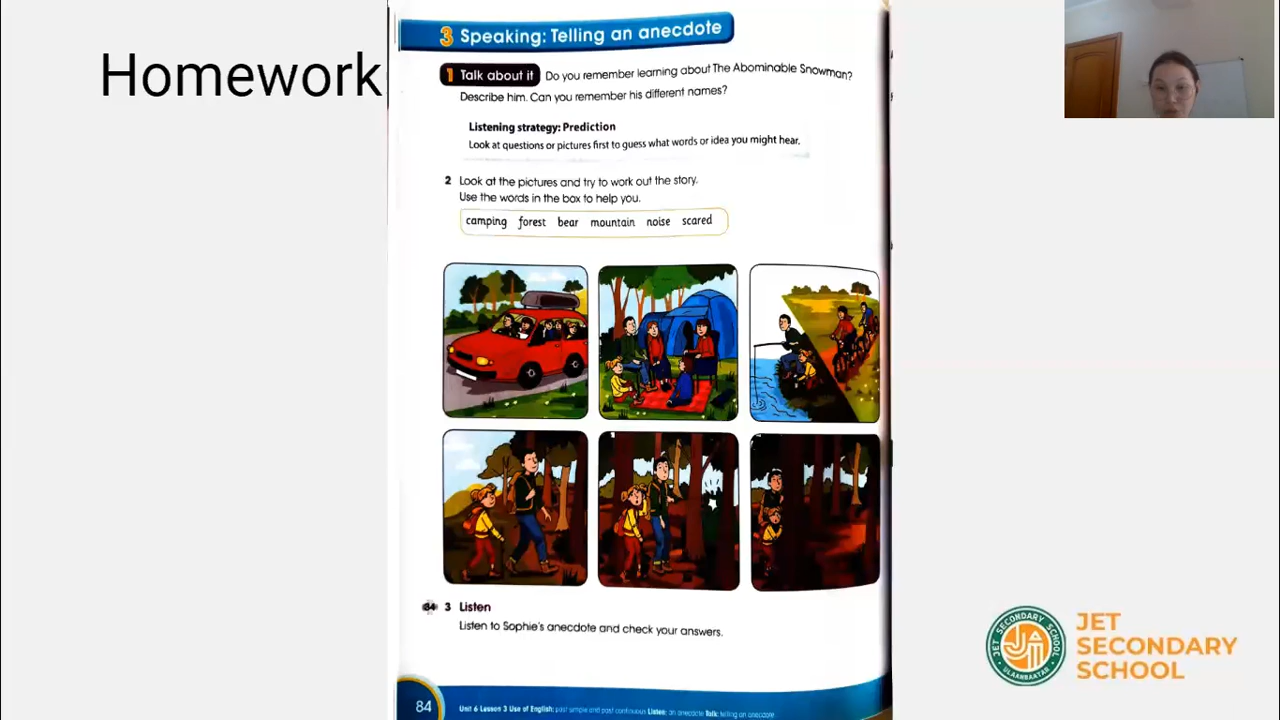 Homework
3 Speaking: Telling an anecdote
1 Talk about it Do you remember learning about The Abominable Snowman?
Describe him. Can you remember his different names?
Listening strategy: Prediction
Look at questions or pictures first to guess what words or idea you might hear.
2 Look at the pictures and try to work out the story.
Use the words in the box to help you.
camping forest bear mountain noise scared
84 3 Listen
Listen to Sophie's anecdote and check your answers.
84 Unit 6 Lesson 3 Use of English: past simple and past continuous Listen: an anecdote Talk: telling an anecdote
JET SECONDARY SCHOOL
ULAANBAATAR
JET
SECONDARY
SCHOOL